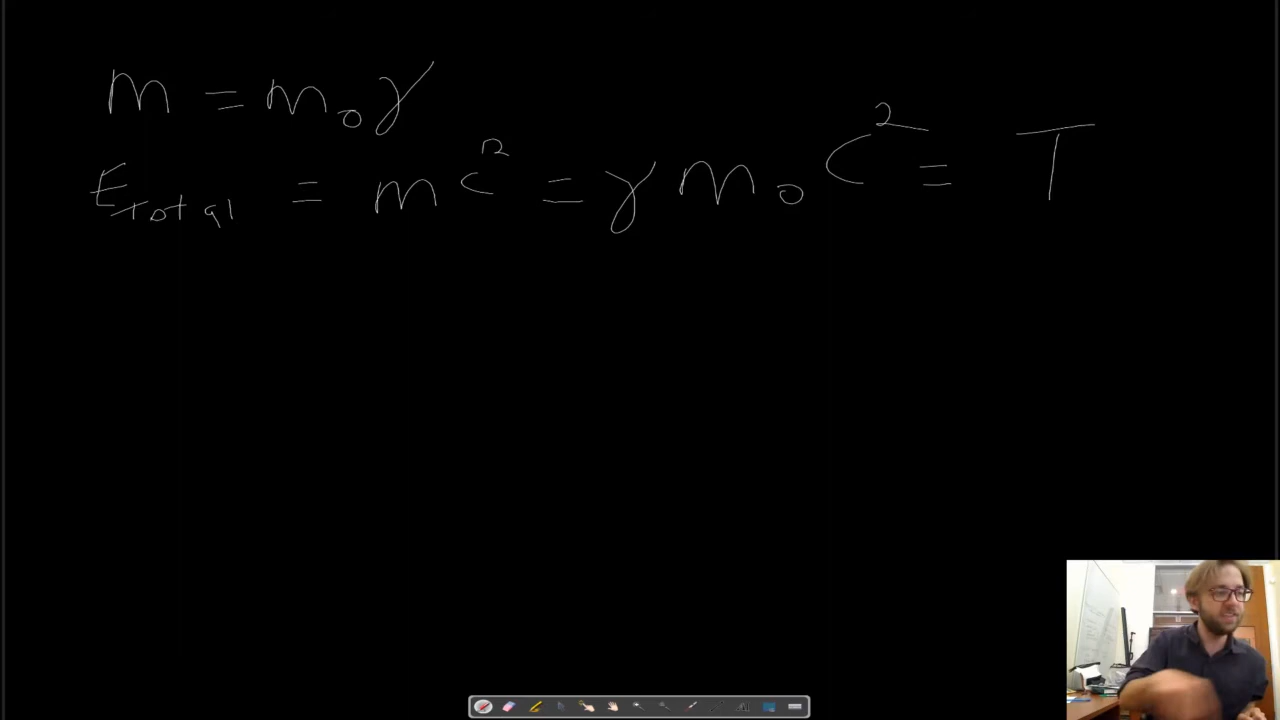 m = m₀γ
E_Total = mc² = γm₀c² = T